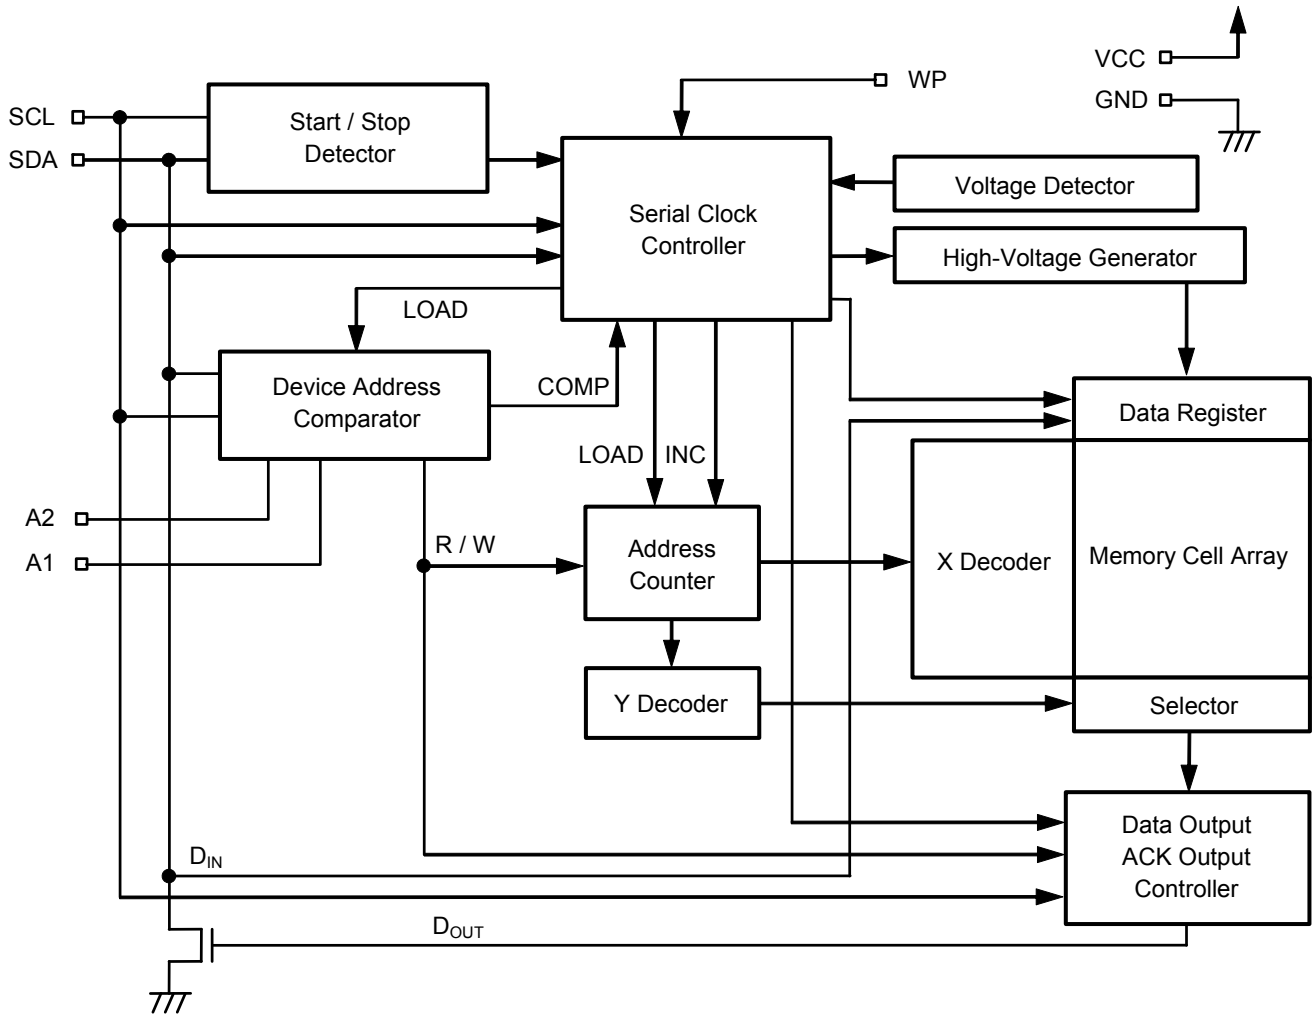 VCC
WP
GND
SCL
Start / Stop
Detector
SDA
Voltage Detector
Serial Clock
Controller
High-Voltage Generator
LOAD
Device Address
Comparator
COMP
Data Register
LOAD
INC
A2
R / W
Address
Counter
X Decoder
Memory Cell Array
A1
Y Decoder
Selector
Data Output
ACK Output
Controller
DIN
DOUT